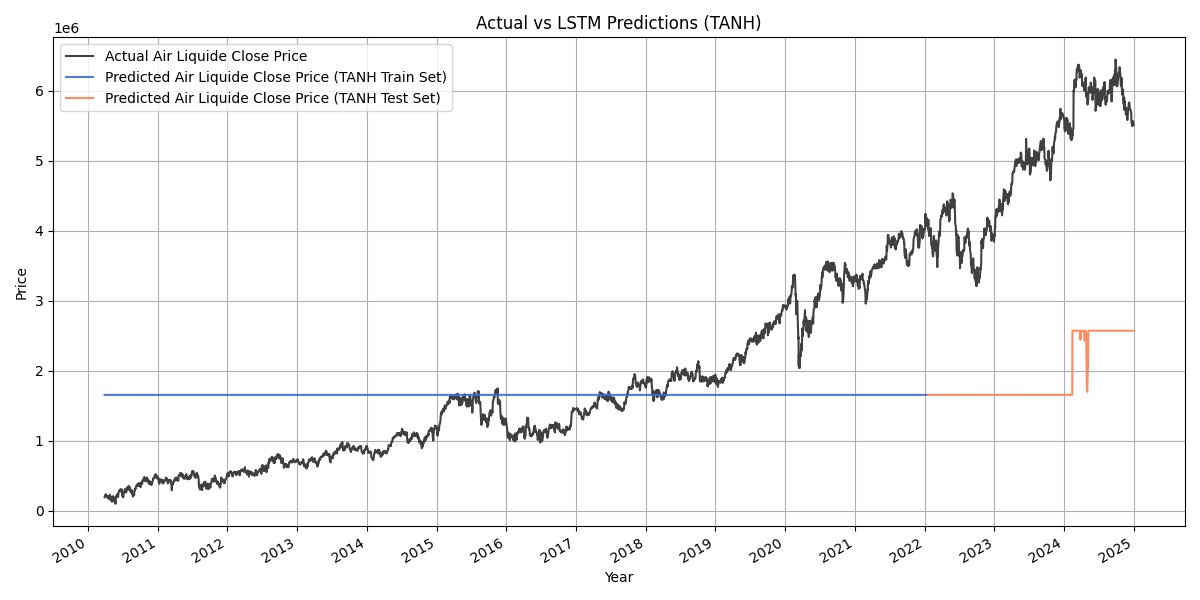 Actual vs LSTM Predictions (TANH)
1e6
Actual Air Liquide Close Price
Predicted Air Liquide Close Price (TANH Train Set)
Predicted Air Liquide Close Price (TANH Test Set)
6
5
4
3
2
1
0
Price
2010 2011 2012 2013 2014 2015 2016 2017 2018 2019 2020 2021 2022 2023 2024 2025
Year